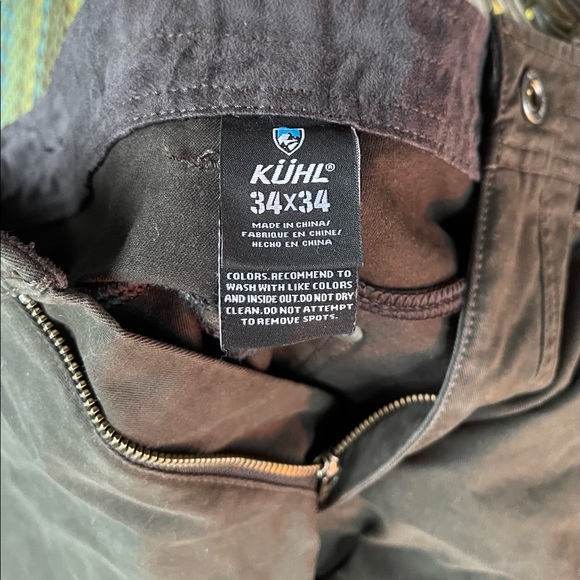 KÜHL®
34X34
MADE IN CHINA/
FABRIQUE EN CHINE/
HECHO EN CHINA
COLORS.RECOMMEND TO
WASH WITH LIKE COLORS
AND INSIDE OUT.DO NOT DRY
CLEAN.DO NOT ATTEMPT
TO REMOVE SPOTS.